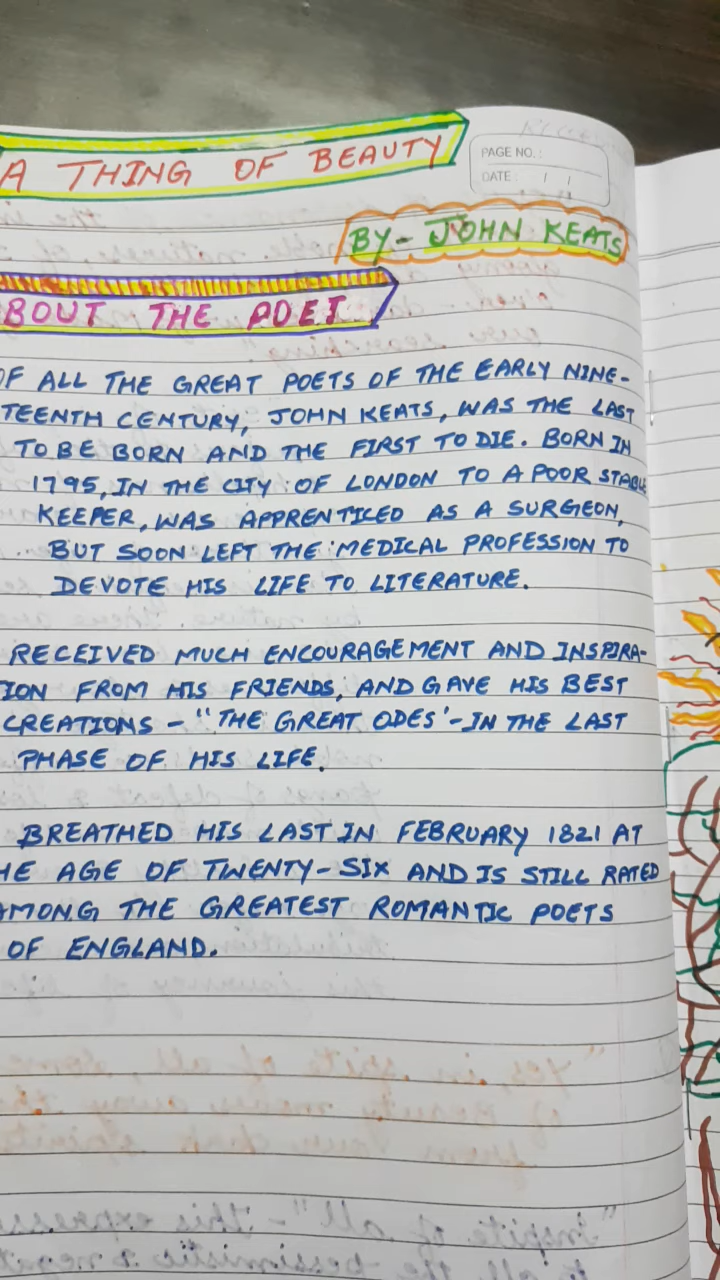 A THING OF BEAUTY
PAGE NO. :
DATE : / /
BY - JOHN KEATS
BOUT THE POET
OF ALL THE GREAT POETS OF THE EARLY NINE-
TEENTH CENTURY, JOHN KEATS, WAS THE LAST
TO BE BORN AND THE FIRST TO DIE. BORN IN
1795, IN THE CITY OF LONDON TO A POOR STABLE
KEEPER, WAS APPRENTICED AS A SURGEON,
BUT SOON LEFT THE MEDICAL PROFESSION TO
DEVOTE HIS LIFE TO LITERATURE.
RECEIVED MUCH ENCOURAGEMENT AND INSPIRA-
ION FROM HIS FRIENDS, AND GAVE HIS BEST
CREATIONS - "THE GREAT ODES' - IN THE LAST
PHASE OF HIS LIFE.
BREATHED HIS LAST IN FEBRUARY 1821 AT
HE AGE OF TWENTY-SIX AND IS STILL RATED
AMONG THE GREATEST ROMANTIC POETS
OF ENGLAND.